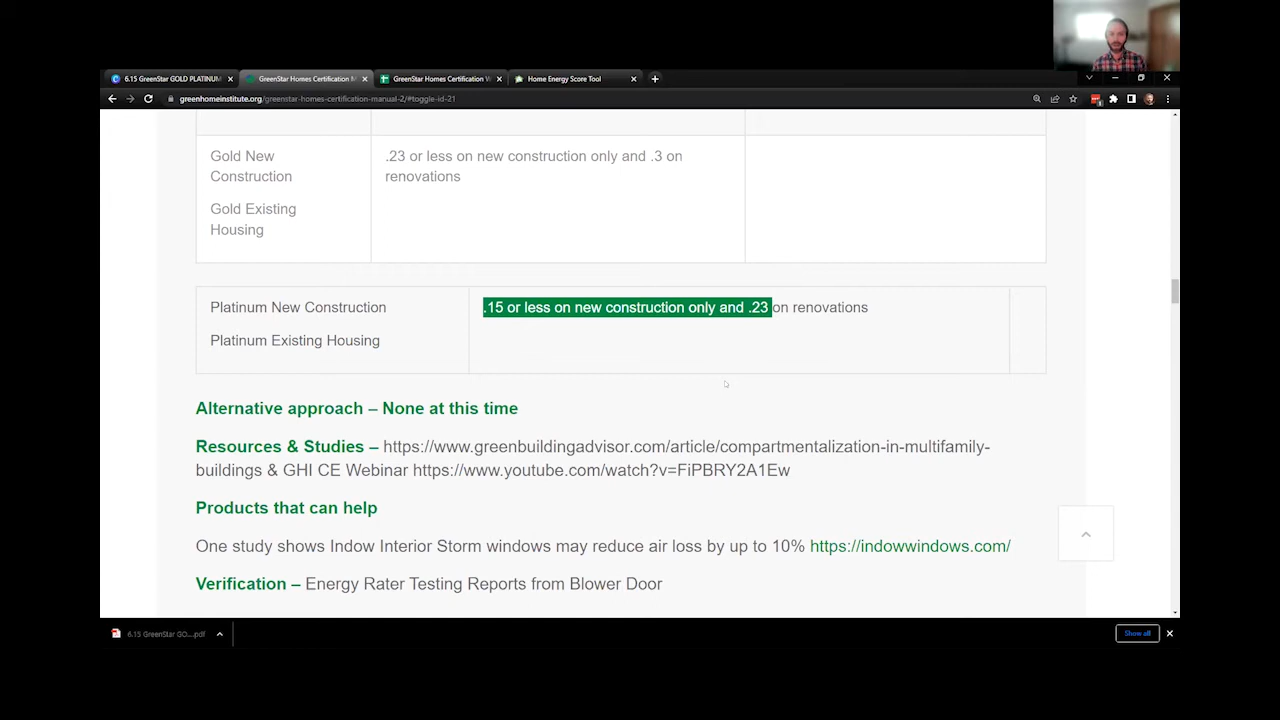 6.15 GreenStar GOLD PLATINUM
GreenStar Homes Certification M
GreenStar Homes Certification W
Home Energy Score Tool
greenhomeinstitute.org/greenstar-homes-certification-manual-2/#toggle-id-21
Gold New
Construction
Gold Existing
Housing
.23 or less on new construction only and .3 on
renovations
Platinum New Construction
Platinum Existing Housing
.15 or less on new construction only and .23 on renovations
Alternative approach – None at this time
Resources & Studies – https://www.greenbuildingadvisor.com/article/compartmentalization-in-multifamily-
buildings & GHI CE Webinar https://www.youtube.com/watch?v=FiPBRY2A1Ew
Products that can help
One study shows Indow Interior Storm windows may reduce air loss by up to 10% https://indowwindows.com/
Verification – Energy Rater Testing Reports from Blower Door
6.15 GreenStar GO....pdf
Show all